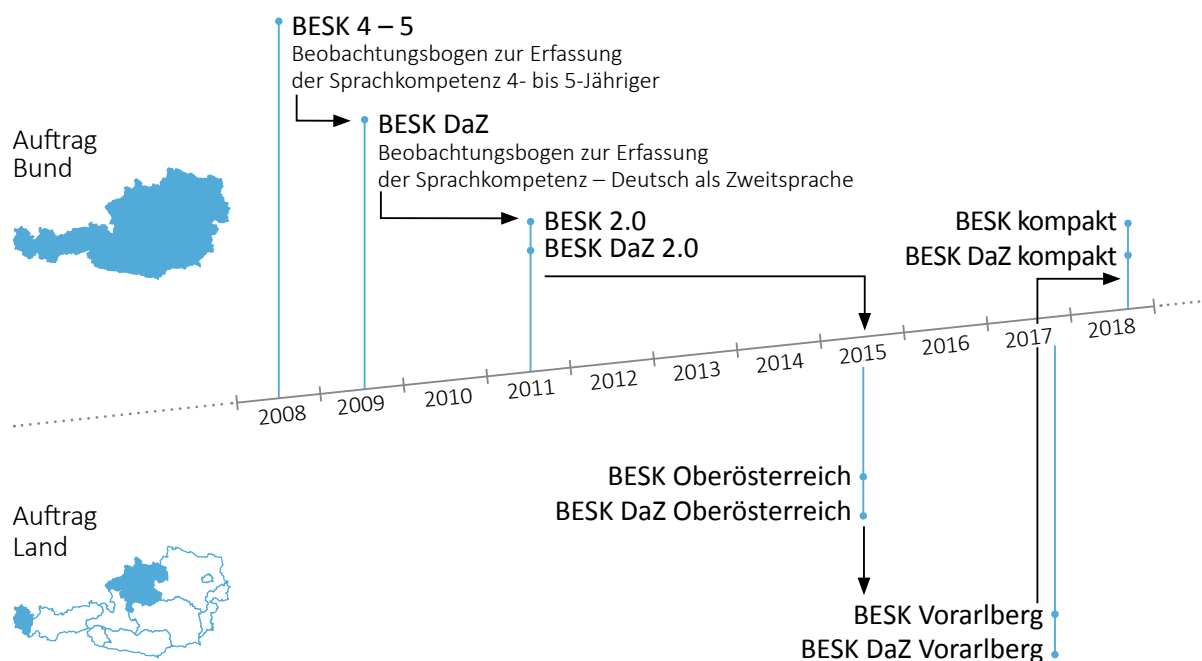 BESK 4 – 5
Beobachtungsbogen zur Erfassung
der Sprachkompetenz 4- bis 5-Jähriger
Auftrag
Bund
BESK DaZ
Beobachtungsbogen zur Erfassung
der Sprachkompetenz – Deutsch als Zweitsprache
BESK 2.0
BESK DaZ 2.0
BESK kompakt
BESK DaZ kompakt
2008
2009
2010
2011
2012
2013
2014
2015
2016
2017
2018
BESK Oberösterreich
BESK DaZ Oberösterreich
Auftrag
Land
BESK Vorarlberg
BESK DaZ Vorarlberg